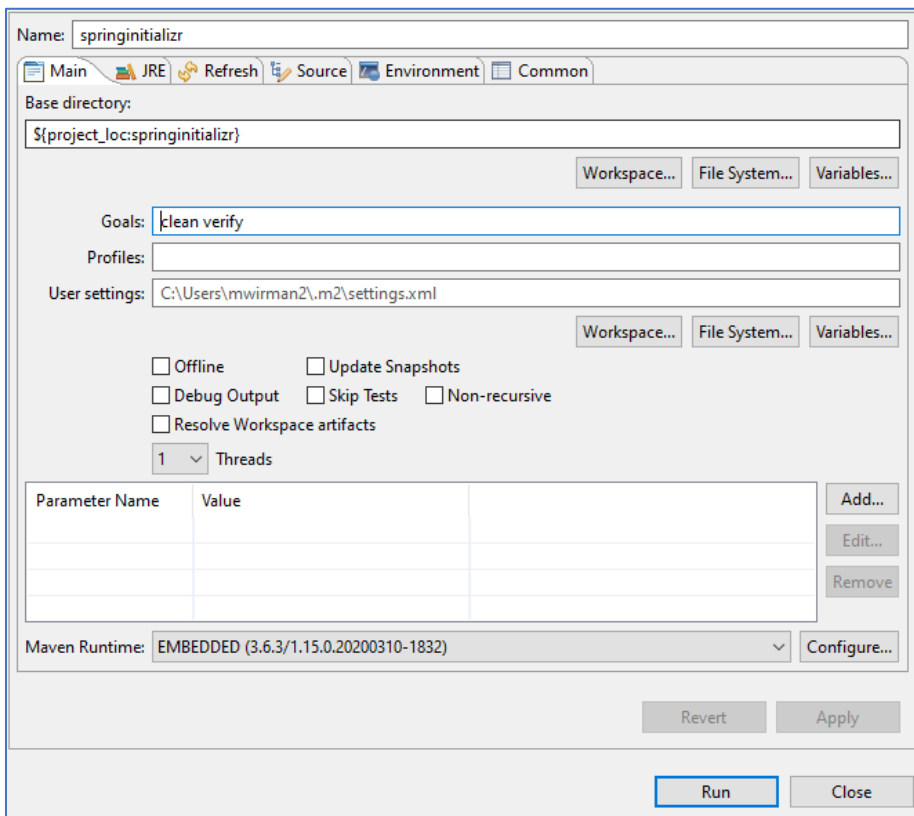 Name: springinitializr
Main JRE Refresh Source Environment Common
Base directory:
${project_loc:springinitializr}
Workspace... File System... Variables...
Goals: clean verify
Profiles:
User settings: C:\Users\mwirman2\.m2\settings.xml
Workspace... File System... Variables...
Offline Update Snapshots
Debug Output Skip Tests Non-recursive
Resolve Workspace artifacts
1 Threads
Parameter Name Value Add...
Edit...
Remove
Maven Runtime: EMBEDDED (3.6.3/1.15.0.20200310-1832) Configure...
Revert Apply
Run Close